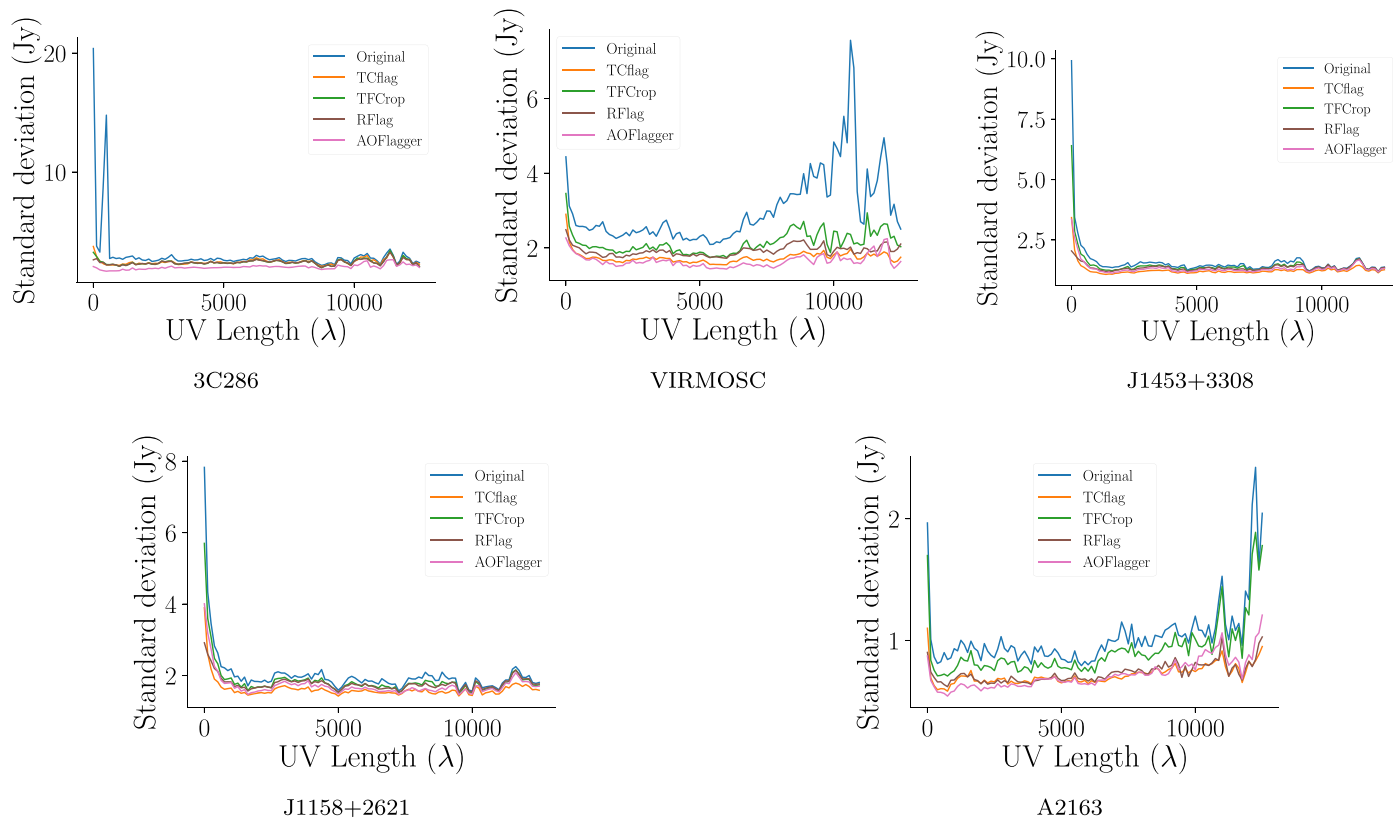 Standard deviation (Jy)
20
10
0
5000
10000
UV Length (λ)
Original
TCflag
TFCrop
RFlag
AOFlagger
3C286
Standard deviation (Jy)
6
4
2
0
5000
10000
UV Length (λ)
Original
TCflag
TFCrop
RFlag
AOFlagger
VIRMOSC
Standard deviation (Jy)
10.0
7.5
5.0
2.5
0
5000
10000
UV Length (λ)
Original
TCflag
TFCrop
RFlag
AOFlagger
J1453+3308
Standard deviation (Jy)
8
6
4
2
0
5000
10000
UV Length (λ)
Original
TCflag
TFCrop
RFlag
AOFlagger
J1158+2621
Standard deviation (Jy)
2
1
0
5000
10000
UV Length (λ)
Original
TCflag
TFCrop
RFlag
AOFlagger
A2163